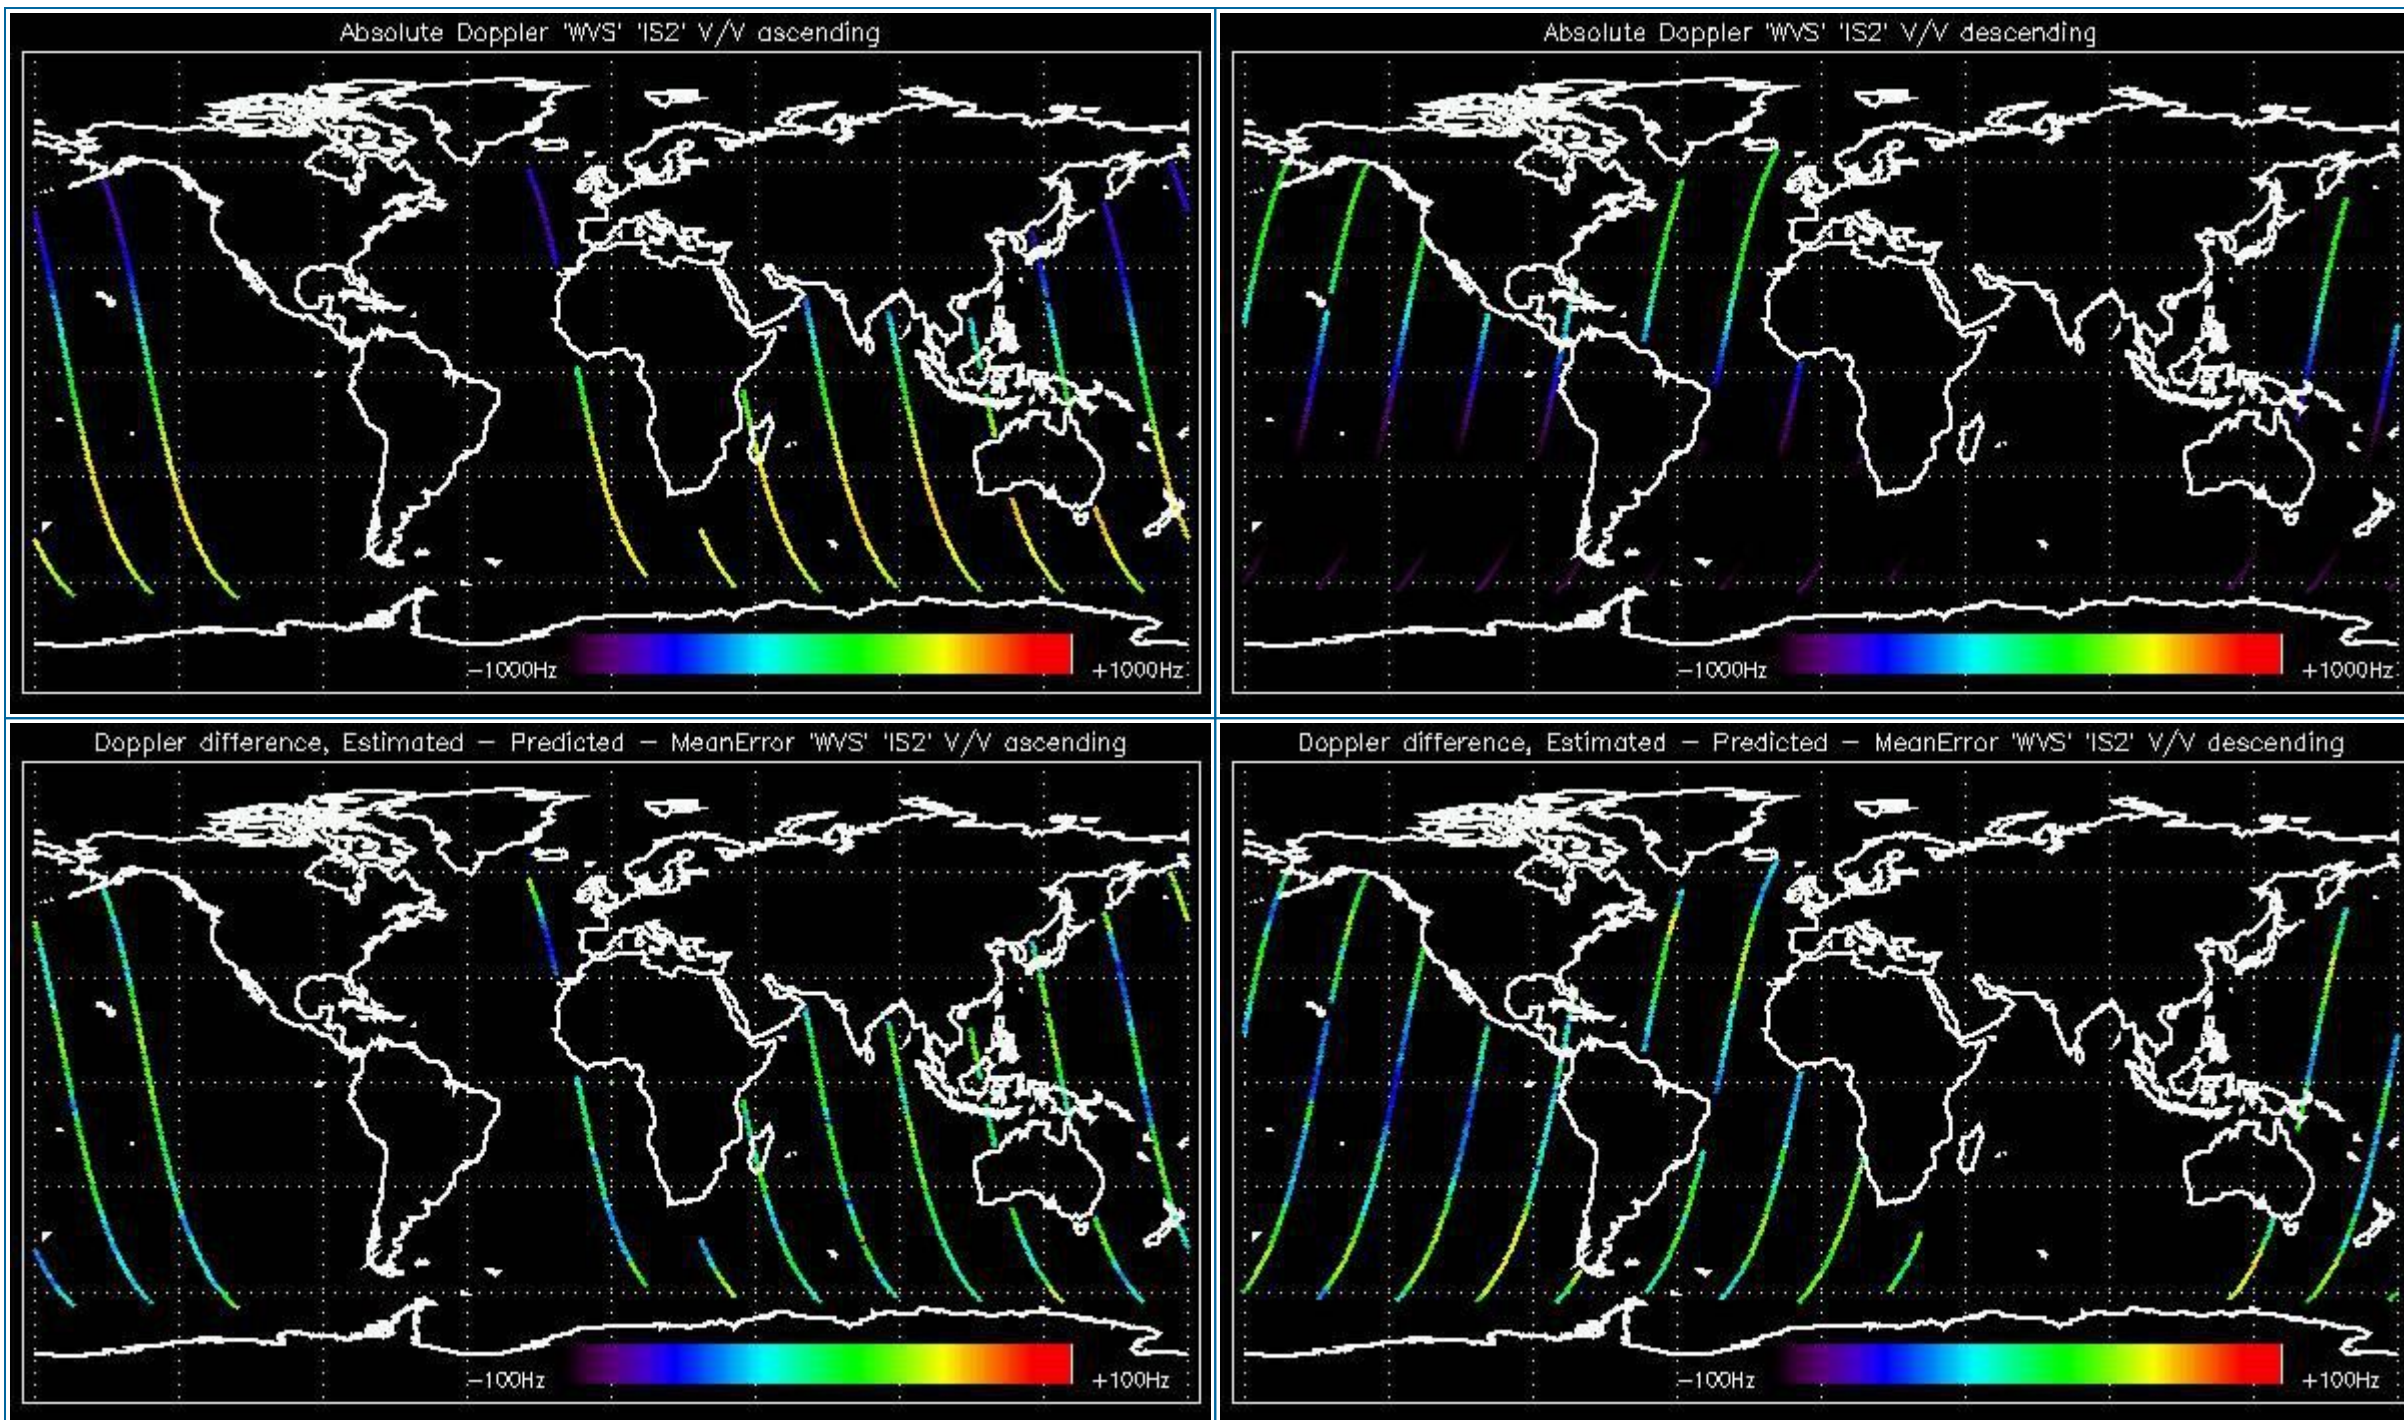 Absolute Doppler 'WVS' 'IS2' V/V ascending
-1000Hz
+1000Hz
Absolute Doppler 'WVS' 'IS2' V/V descending
-1000Hz
+1000Hz
Doppler difference, Estimated - Predicted - MeanError 'WVS' 'IS2' V/V ascending
-100Hz
+100Hz
Doppler difference, Estimated - Predicted - MeanError 'WVS' 'IS2' V/V descending
-100Hz
+100Hz